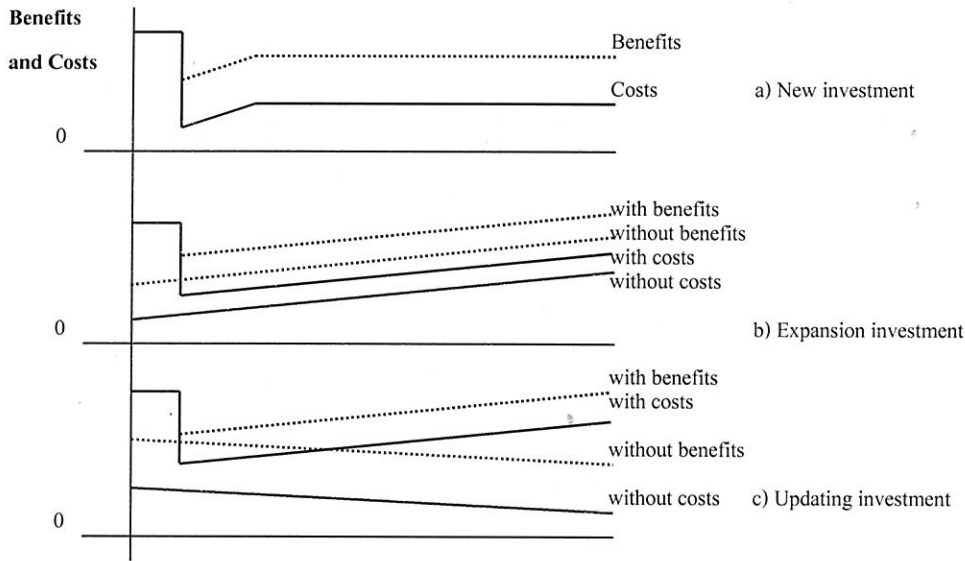 Benefits
and Costs
Benefits
Costs
a) New investment
0
with benefits
without benefits
with costs
without costs
0
b) Expansion investment
with benefits
with costs
without benefits
without costs
c) Updating investment
0